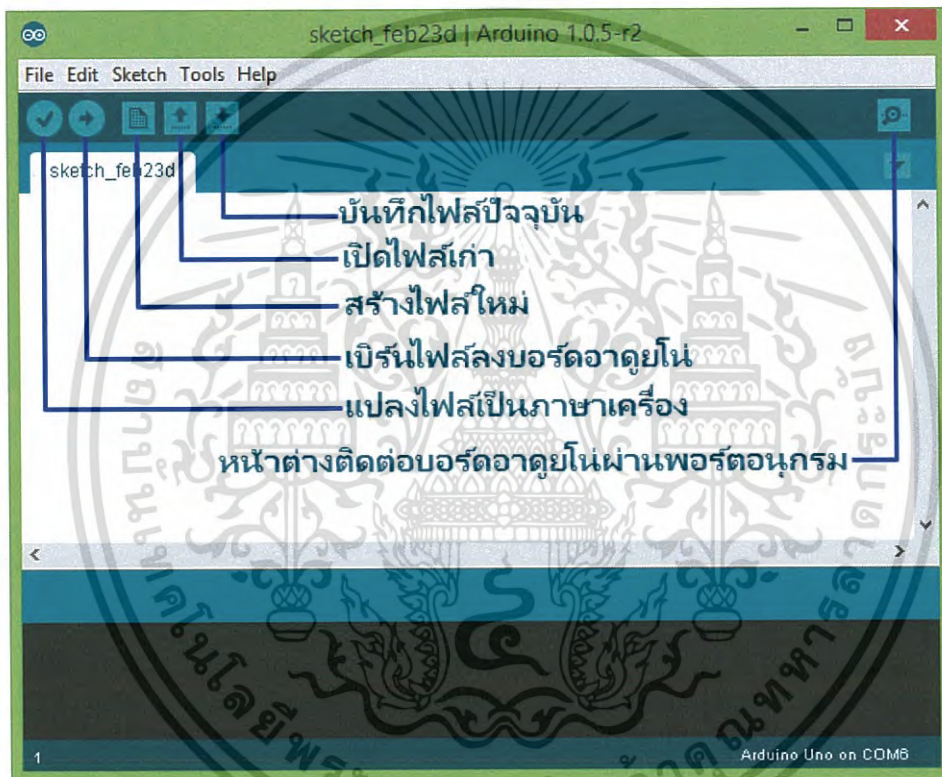 sketch_feb23d | Arduino 1.0.5-r2
File Edit Sketch Tools Help
sketch_feb23d
บันทึกไฟล์ปัจจุบัน
เปิดไฟล์เก่า
สร้างไฟล์ใหม่
เบิร์นไฟล์ลงบอร์ดอาดูยโน่
แปลงไฟล์เป็นภาษาเครื่อง
หน้าต่างติดต่อบอร์ดอาดูยโน่ผ่านพอร์ตอนุกรม
1
Arduino Uno on COM6